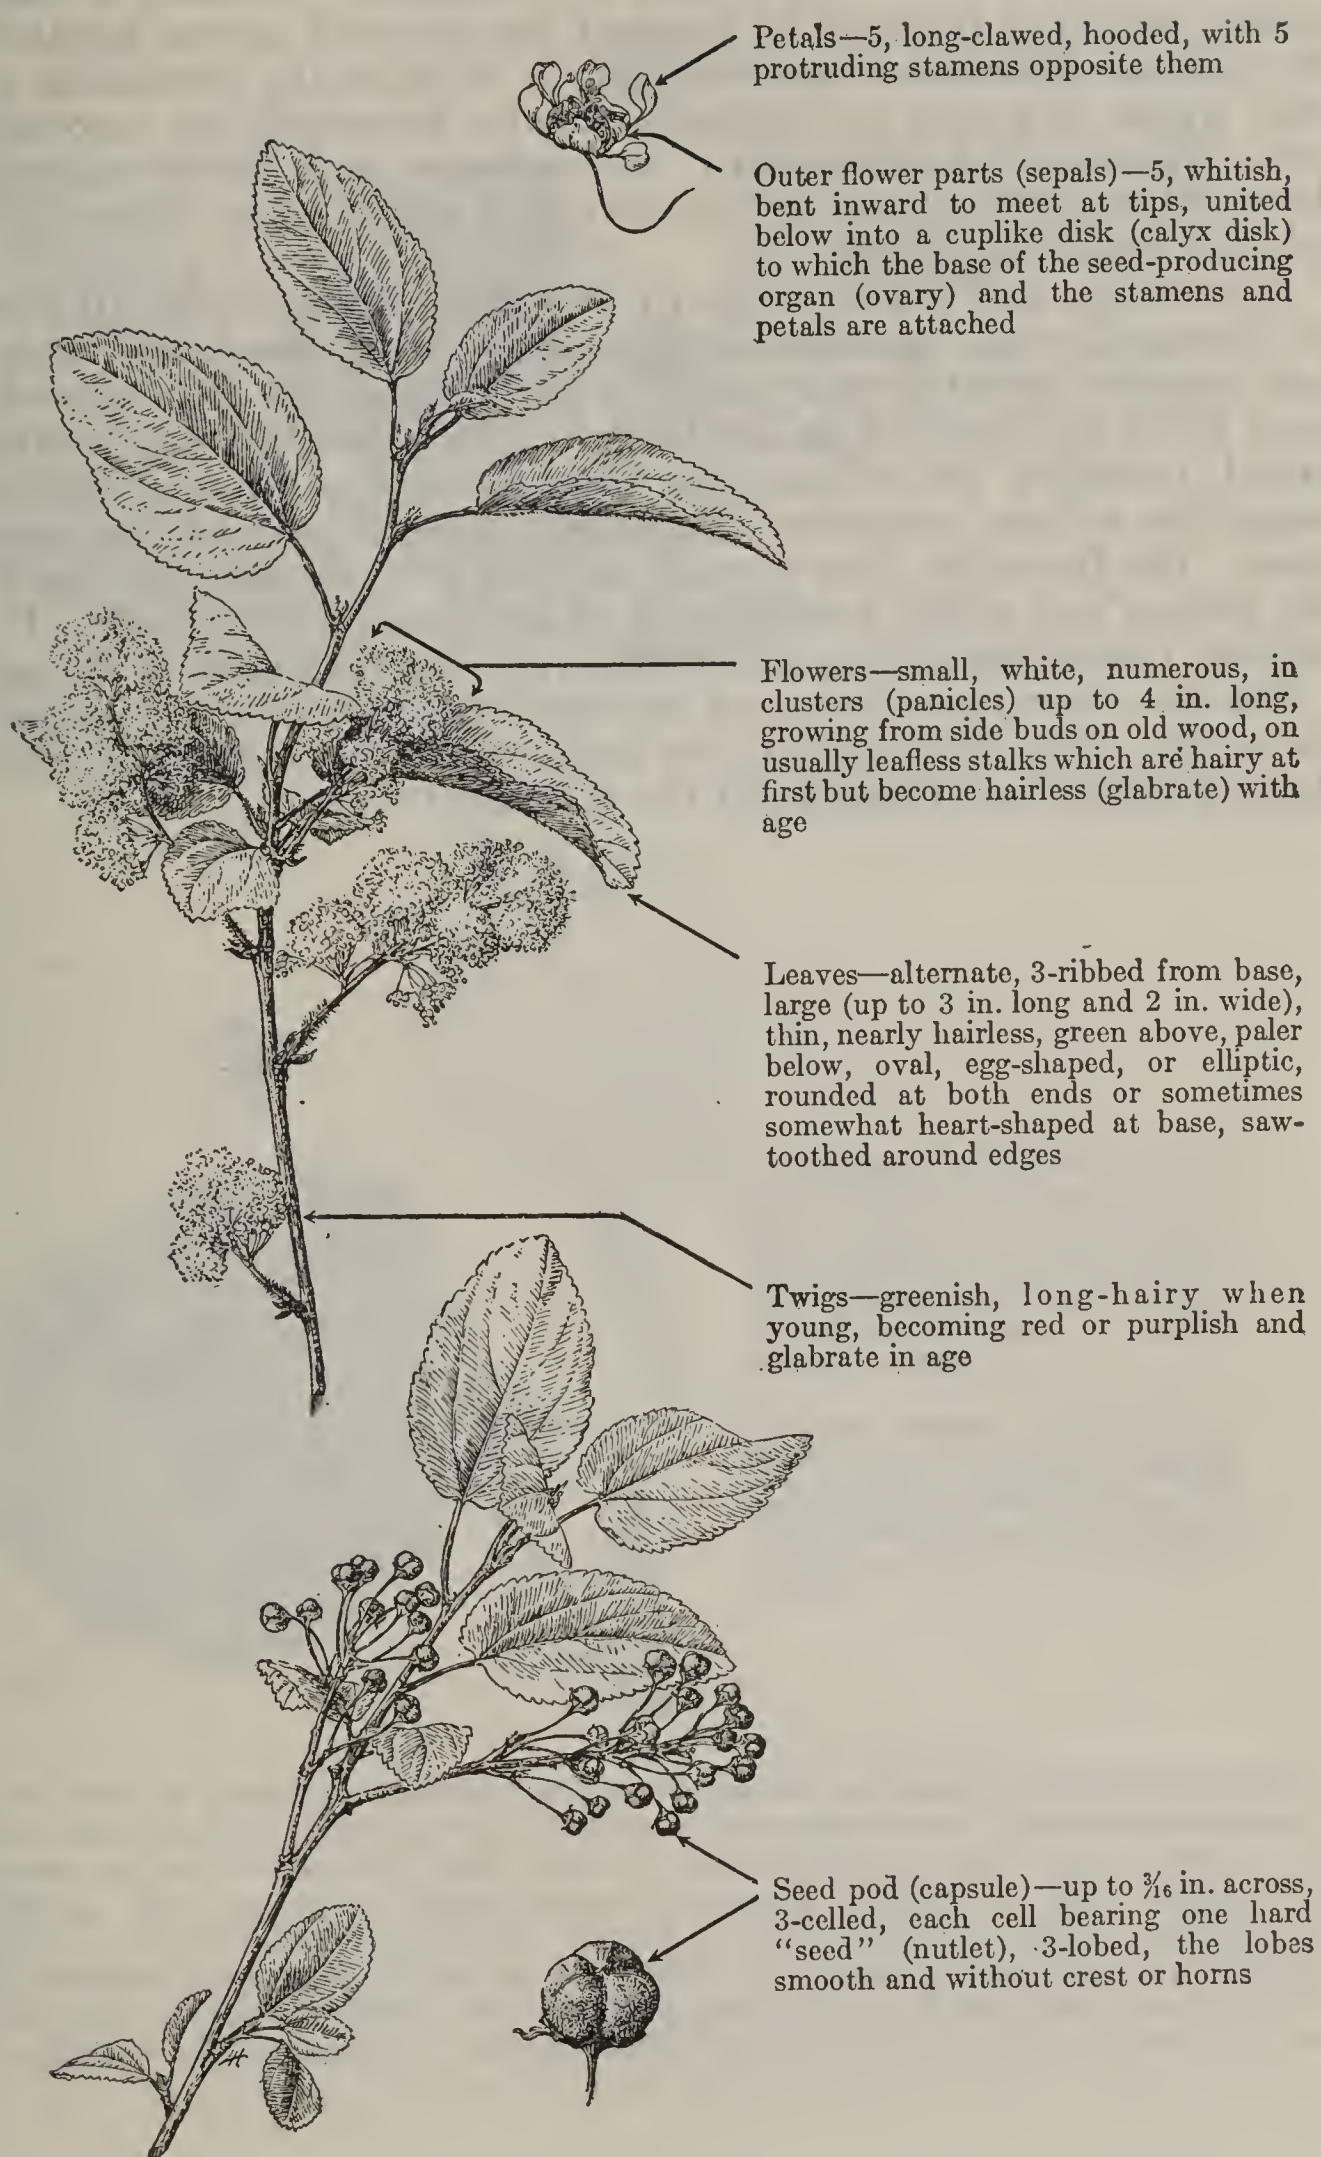 Petals—5, long-clawed, hooded, with 5
protruding stamens opposite them
Outer flower parts (sepals)—5, whitish,
bent inward to meet at tips, united
below into a cuplike disk (calyx disk)
to which the base of the seed-producing
organ (ovary) and the stamens and
petals are attached
Flowers—small, white, numerous, in
clusters (panicles) up to 4 in. long,
growing from side buds on old wood, on
usually leafless stalks which are hairy at
first but become hairless (glabrate) with
age
Leaves—alternate, 3-ribbed from base,
large (up to 3 in. long and 2 in. wide),
thin, nearly hairless, green above, paler
below, oval, egg-shaped, or elliptic,
rounded at both ends or sometimes
somewhat heart-shaped at base, saw-
toothed around edges
Twigs—greenish, long-hairy when
young, becoming red or purplish and
glabrate in age
Seed pod (capsule)—up to 3/16 in. across,
3-celled, each cell bearing one hard
"seed" (nutlet), 3-lobed, the lobes
smooth and without crest or horns